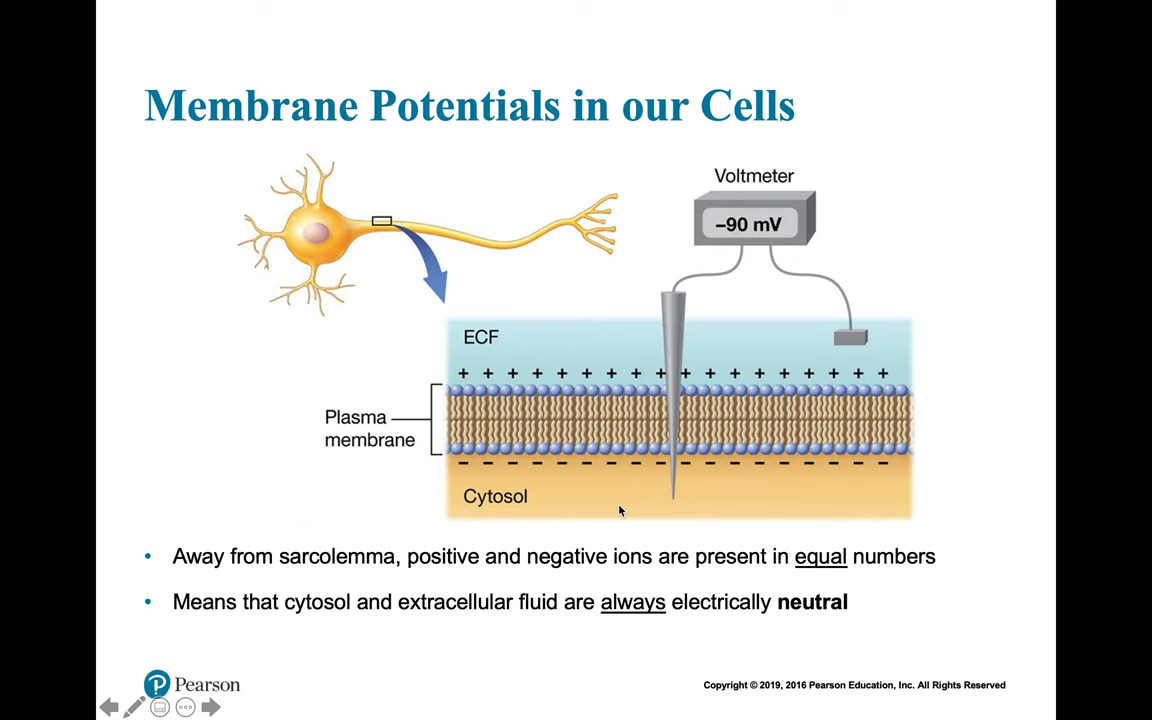 Membrane Potentials in our Cells
Voltmeter
–90 mV
ECF
+ + + + + + + + + + + + + + + + + +
Plasma
membrane
– – – – – – – – – – – – – – – – – –
Cytosol
• Away from sarcolemma, positive and negative ions are present in equal numbers
• Means that cytosol and extracellular fluid are always electrically neutral
P Pearson
Copyright © 2019, 2016 Pearson Education, Inc. All Rights Reserved